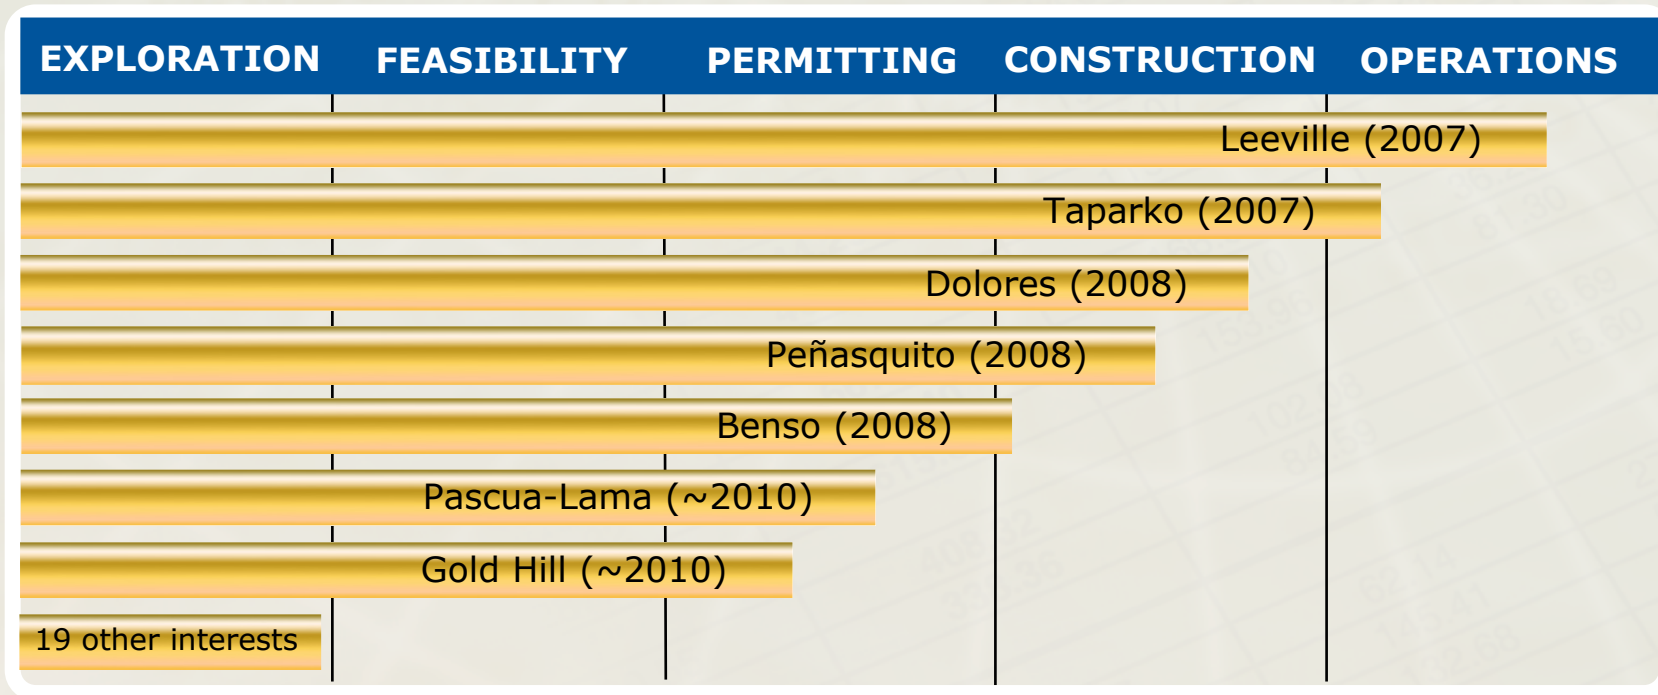 EXPLORATION FEASIBILITY PERMITTING CONSTRUCTION OPERATIONS
Leeville (2007)
Taparko (2007)
Dolores (2008)
Peñasquito (2008)
Benso (2008)
Pascua-Lama (~2010)
Gold Hill (~2010)
19 other interests